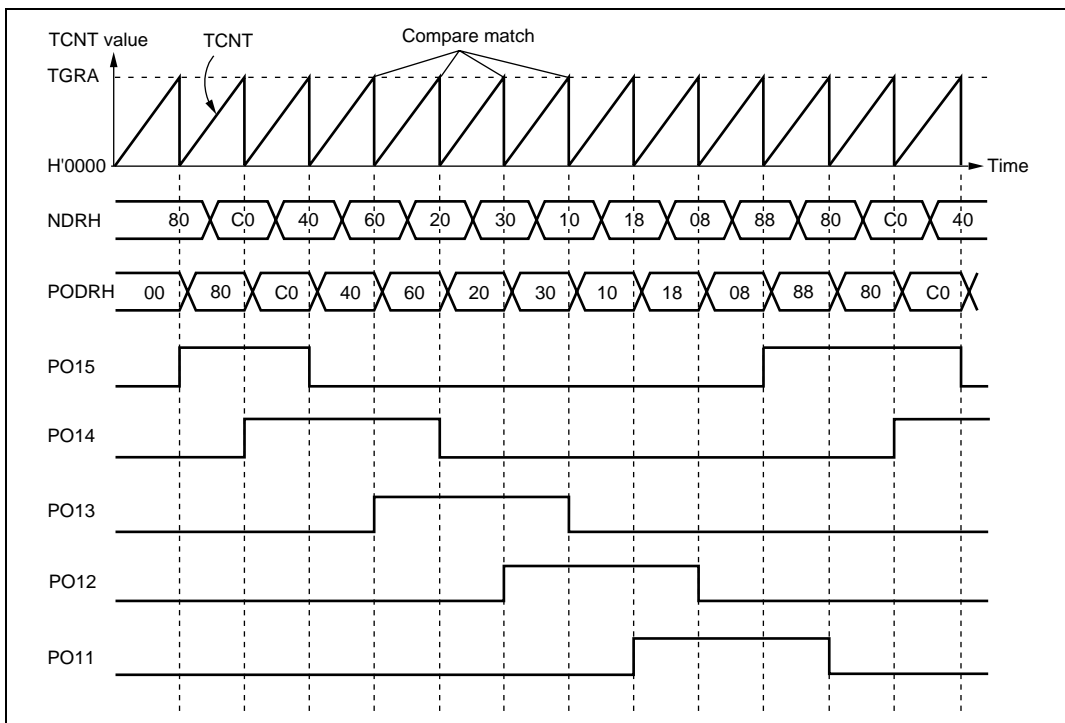 TCNT value
TCNT
Compare match
TGRA
H'0000
Time
NDRH
80 C0 40 60 20 30 10 18 08 88 80 C0 40
PODRH
00 80 C0 40 60 20 30 10 18 08 88 80 C0
PO15
PO14
PO13
PO12
PO11